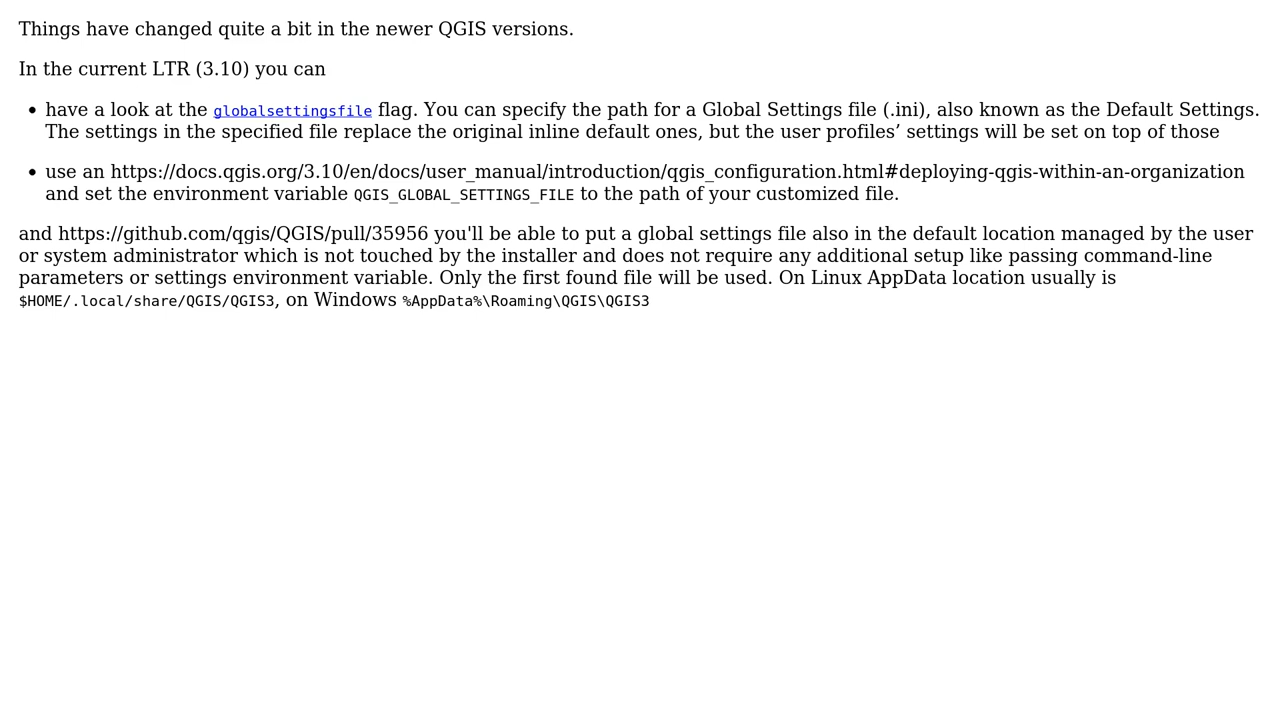 Things have changed quite a bit in the newer QGIS versions.
In the current LTR (3.10) you can
• have a look at the globalsettingsfile flag. You can specify the path for a Global Settings file (.ini), also known as the Default Settings.
The settings in the specified file replace the original inline default ones, but the user profiles’ settings will be set on top of those
• use an https://docs.qgis.org/3.10/en/docs/user_manual/introduction/qgis_configuration.html#deploying-qgis-within-an-organization
and set the environment variable QGIS_GLOBAL_SETTINGS_FILE to the path of your customized file.
and https://github.com/qgis/QGIS/pull/35956 you'll be able to put a global settings file also in the default location managed by the user
or system administrator which is not touched by the installer and does not require any additional setup like passing command-line
parameters or settings environment variable. Only the first found file will be used. On Linux AppData location usually is
$HOME/.local/share/QGIS/QGIS3, on Windows %AppData%\Roaming\QGIS\QGIS3